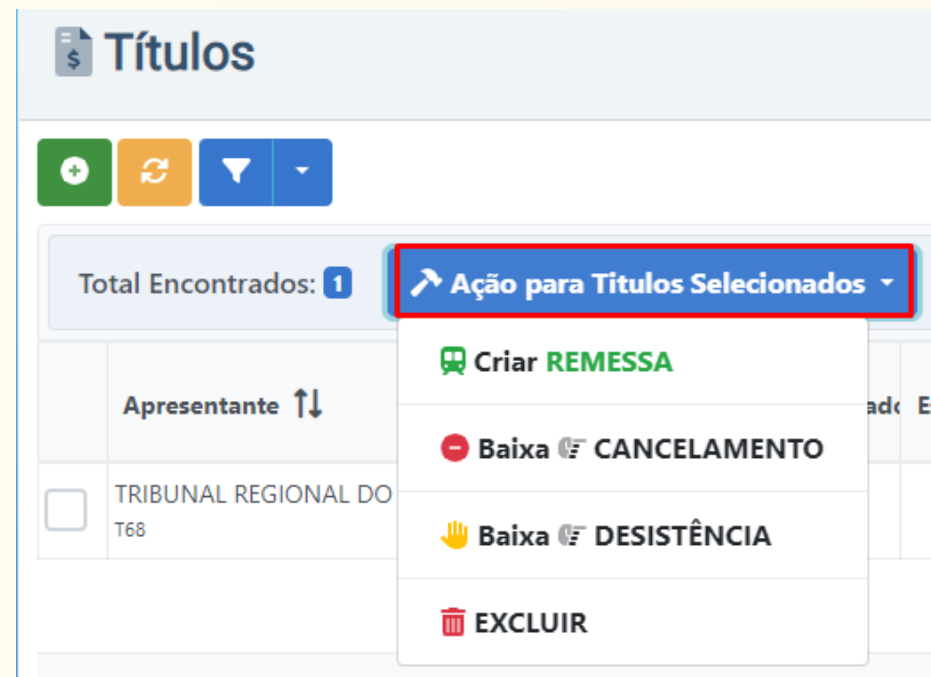 Títulos
Total Encontrados: 1
Ação para Titulos Selecionados
Criar REMESSA
Apresentante
Baixa CANCELAMENTO
TRIBUNAL REGIONAL DO
T68
Baixa DESISTÊNCIA
EXCLUIR